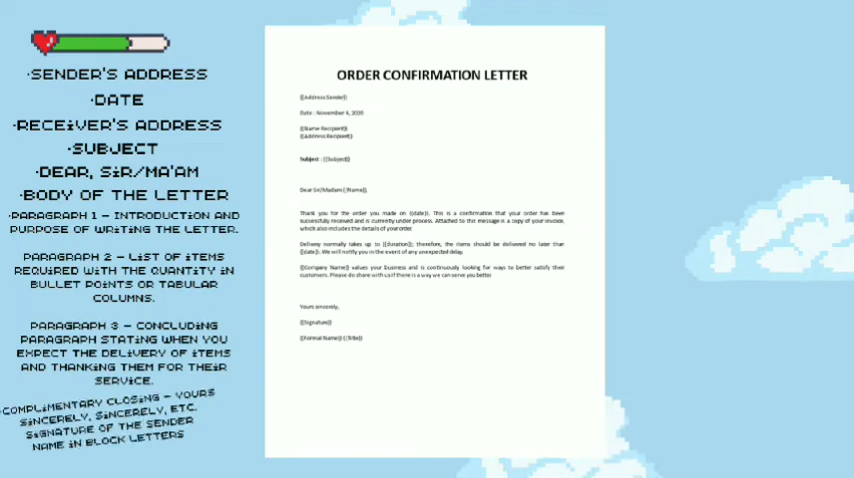 ·SENDER'S ADDRESS
·DATE
·RECEIVER'S ADDRESS
·SUBJECT
·DEAR, SIR/MA'AM
·BODY OF THE LETTER
·PARAGRAPH 1 – INTRODUCTION AND
PURPOSE OF WRITING THE LETTER.
PARAGRAPH 2 – LIST OF ITEMS
REQUIRED WITH THE QUANTITY IN
BULLET POINTS OR TABULAR
COLUMNS.
PARAGRAPH 3 – CONCLUDING
PARAGRAPH STATING WHEN YOU
EXPECT THE DELIVERY OF ITEMS
AND THANKING THEM FOR THEIR
SERVICE.
·COMPLIMENTARY CLOSING – YOURS
SINCERELY, SINCERELY, ETC.
SIGNATURE OF THE SENDER
NAME IN BLOCK LETTERS
ORDER CONFIRMATION LETTER
{{Address Sender}}
Date : November 4, 2020
{{Name Recipient}}
{{Address Recipient}}
Subject : {{Subject}}
Dear Sir/Madam {{Name}},
Thank you for the order you made on {{date}}. This is a confirmation that your order has been
successfully received and is currently under process. Attached to this message is a copy of your invoice,
which also includes the details of your order.
Delivery normally takes up to {{duration}}; therefore, the items should be delivered no later than
{{date}}. We will notify you in the event of any unexpected delay.
{{Company Name}} values your business and is continuously looking for ways to better satisfy their
customers. Please do share with us if there is a way we can serve you better.
Yours sincerely,
{{Signature}}
{{Formal Name}} {{Title}}